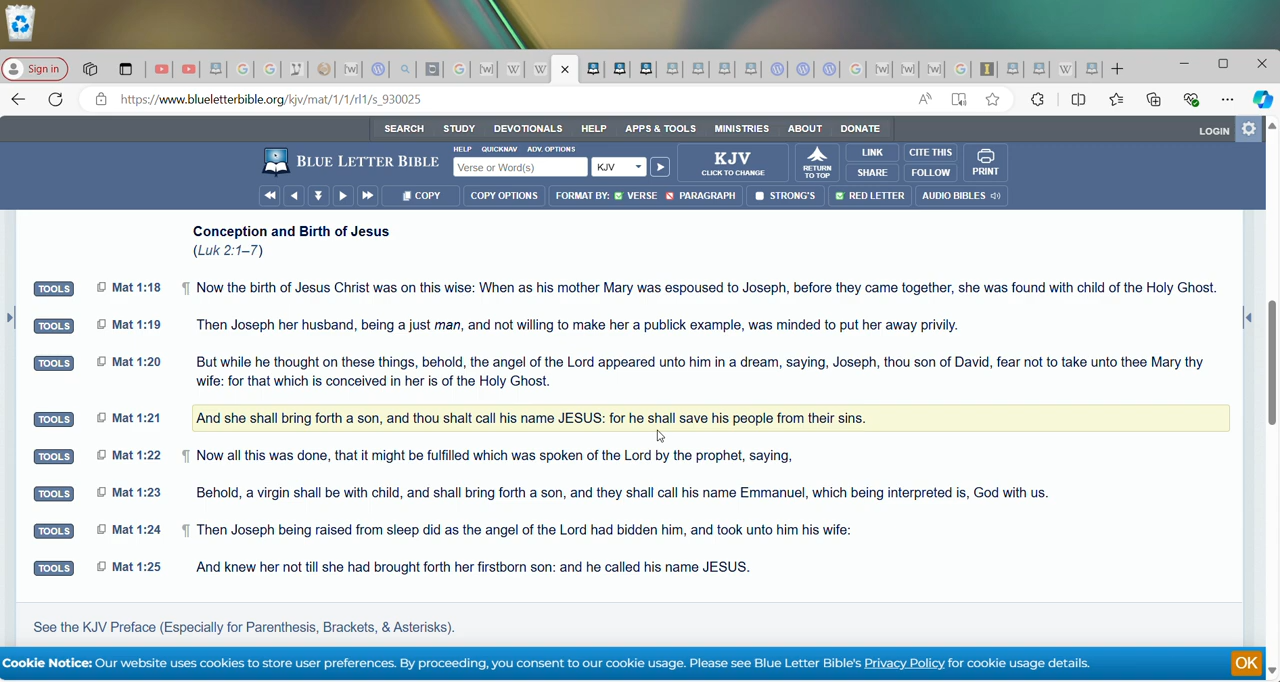 Sign in
https://www.blueletterbible.org/kjv/mat/1/1/rl1/s_930025
SEARCH STUDY DEVOTIONALS HELP APPS & TOOLS MINISTRIES ABOUT DONATE
LOGIN
BLUE LETTER BIBLE
HELP QUICKNAV ADV. OPTIONS
Verse or Word(s) KJV
KJV
CLICK TO CHANGE
RETURN
TO TOP
LINK CITE THIS
SHARE FOLLOW
PRINT
COPY COPY OPTIONS FORMAT BY: VERSE PARAGRAPH STRONG'S RED LETTER AUDIO BIBLES
Conception and Birth of Jesus
(Luk 2:1–7)
TOOLS Mat 1:18 ¶ Now the birth of Jesus Christ was on this wise: When as his mother Mary was espoused to Joseph, before they came together, she was found with child of the Holy Ghost.
TOOLS Mat 1:19 Then Joseph her husband, being a just man, and not willing to make her a publick example, was minded to put her away privily.
TOOLS Mat 1:20 But while he thought on these things, behold, the angel of the Lord appeared unto him in a dream, saying, Joseph, thou son of David, fear not to take unto thee Mary thy
wife: for that which is conceived in her is of the Holy Ghost.
TOOLS Mat 1:21 And she shall bring forth a son, and thou shalt call his name JESUS: for he shall save his people from their sins.
TOOLS Mat 1:22 ¶ Now all this was done, that it might be fulfilled which was spoken of the Lord by the prophet, saying,
TOOLS Mat 1:23 Behold, a virgin shall be with child, and shall bring forth a son, and they shall call his name Emmanuel, which being interpreted is, God with us.
TOOLS Mat 1:24 ¶ Then Joseph being raised from sleep did as the angel of the Lord had bidden him, and took unto him his wife:
TOOLS Mat 1:25 And knew her not till she had brought forth her firstborn son: and he called his name JESUS.
See the KJV Preface (Especially for Parenthesis, Brackets, & Asterisks).
Cookie Notice: Our website uses cookies to store user preferences. By proceeding, you consent to our cookie usage. Please see Blue Letter Bible's Privacy Policy for cookie usage details. OK